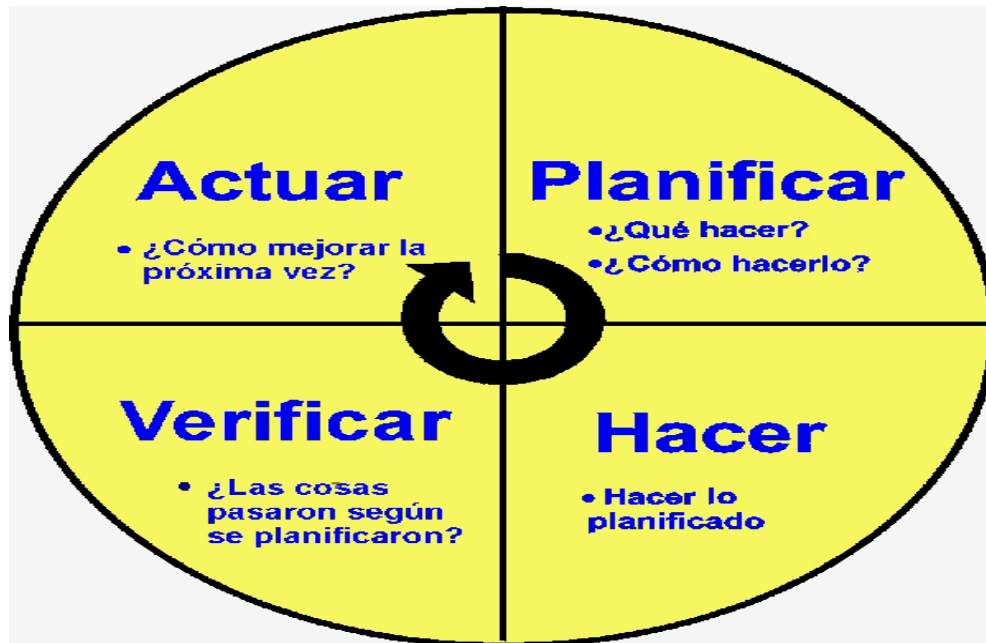 Actuar
• ¿Cómo mejorar la
próxima vez?
Planificar
•¿Qué hacer?
•¿Cómo hacerlo?
Verificar
• ¿Las cosas
pasaron según
se planificaron?
Hacer
• Hacer lo
planificado